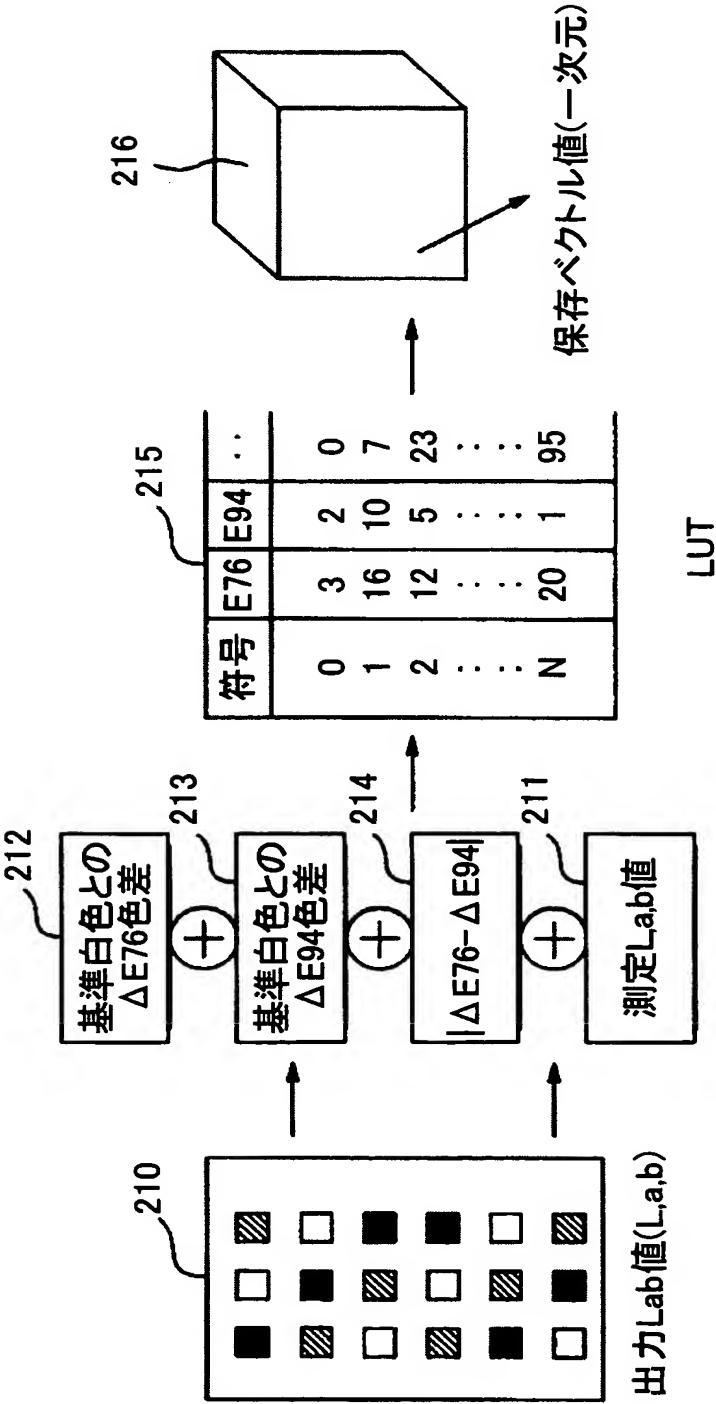 210
出力Lab値(L,a,b)
212
基準白色との
ΔE76色差
213
基準白色との
ΔE94色差
214
|ΔE76-ΔE94|
211
測定L,a,b値
215
符号 E76 E94 ‥
0 3 2 0
1 16 10 7
2 12 5 23
‥ ‥ ‥ ‥
‥ ‥ ‥ ‥
N 20 1 95
LUT
216
保存ベクトル値(一次元)